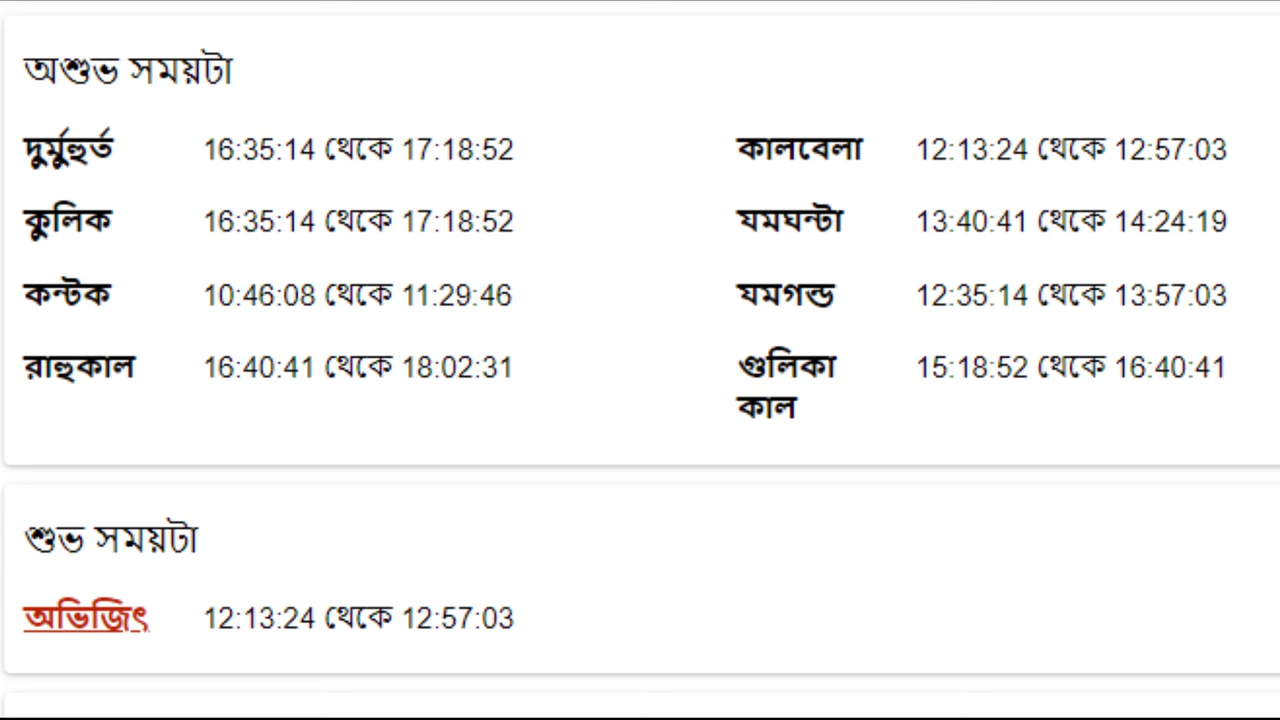 অশুভ সময়টা
দুর্মুহুর্ত 16:35:14 থেকে 17:18:52 কালবেলা 12:13:24 থেকে 12:57:03
কুলিক 16:35:14 থেকে 17:18:52 যমঘন্টা 13:40:41 থেকে 14:24:19
কন্টক 10:46:08 থেকে 11:29:46 যমগন্ড 12:35:14 থেকে 13:57:03
রাহুকাল 16:40:41 থেকে 18:02:31 গুলিকা 15:18:52 থেকে 16:40:41
কাল
শুভ সময়টা
অভিজিৎ 12:13:24 থেকে 12:57:03